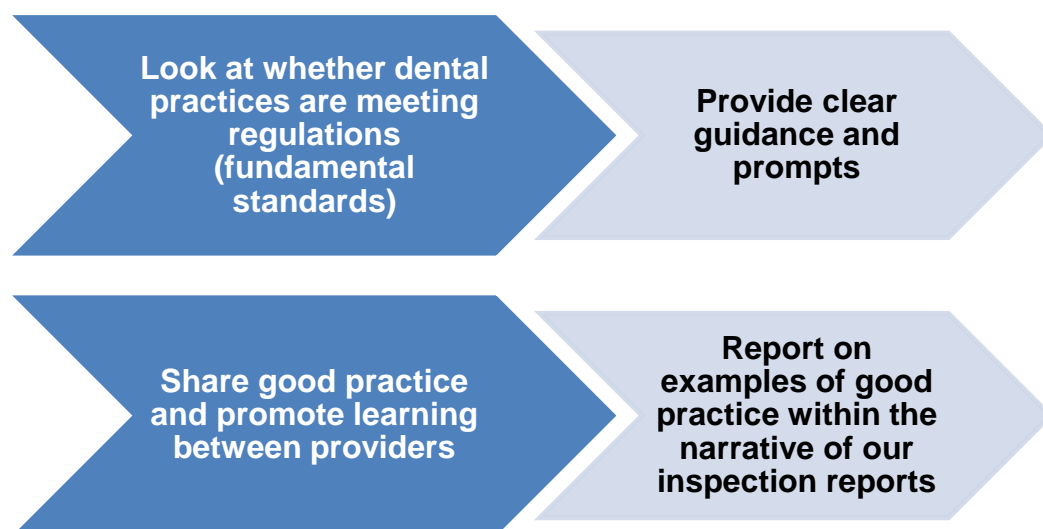 Look at whether dental
practices are meeting
regulations
(fundamental
standards)
Provide clear
guidance and
prompts
Share good practice
and promote learning
between providers
Report on
examples of good
practice within the
narrative of our
inspection reports